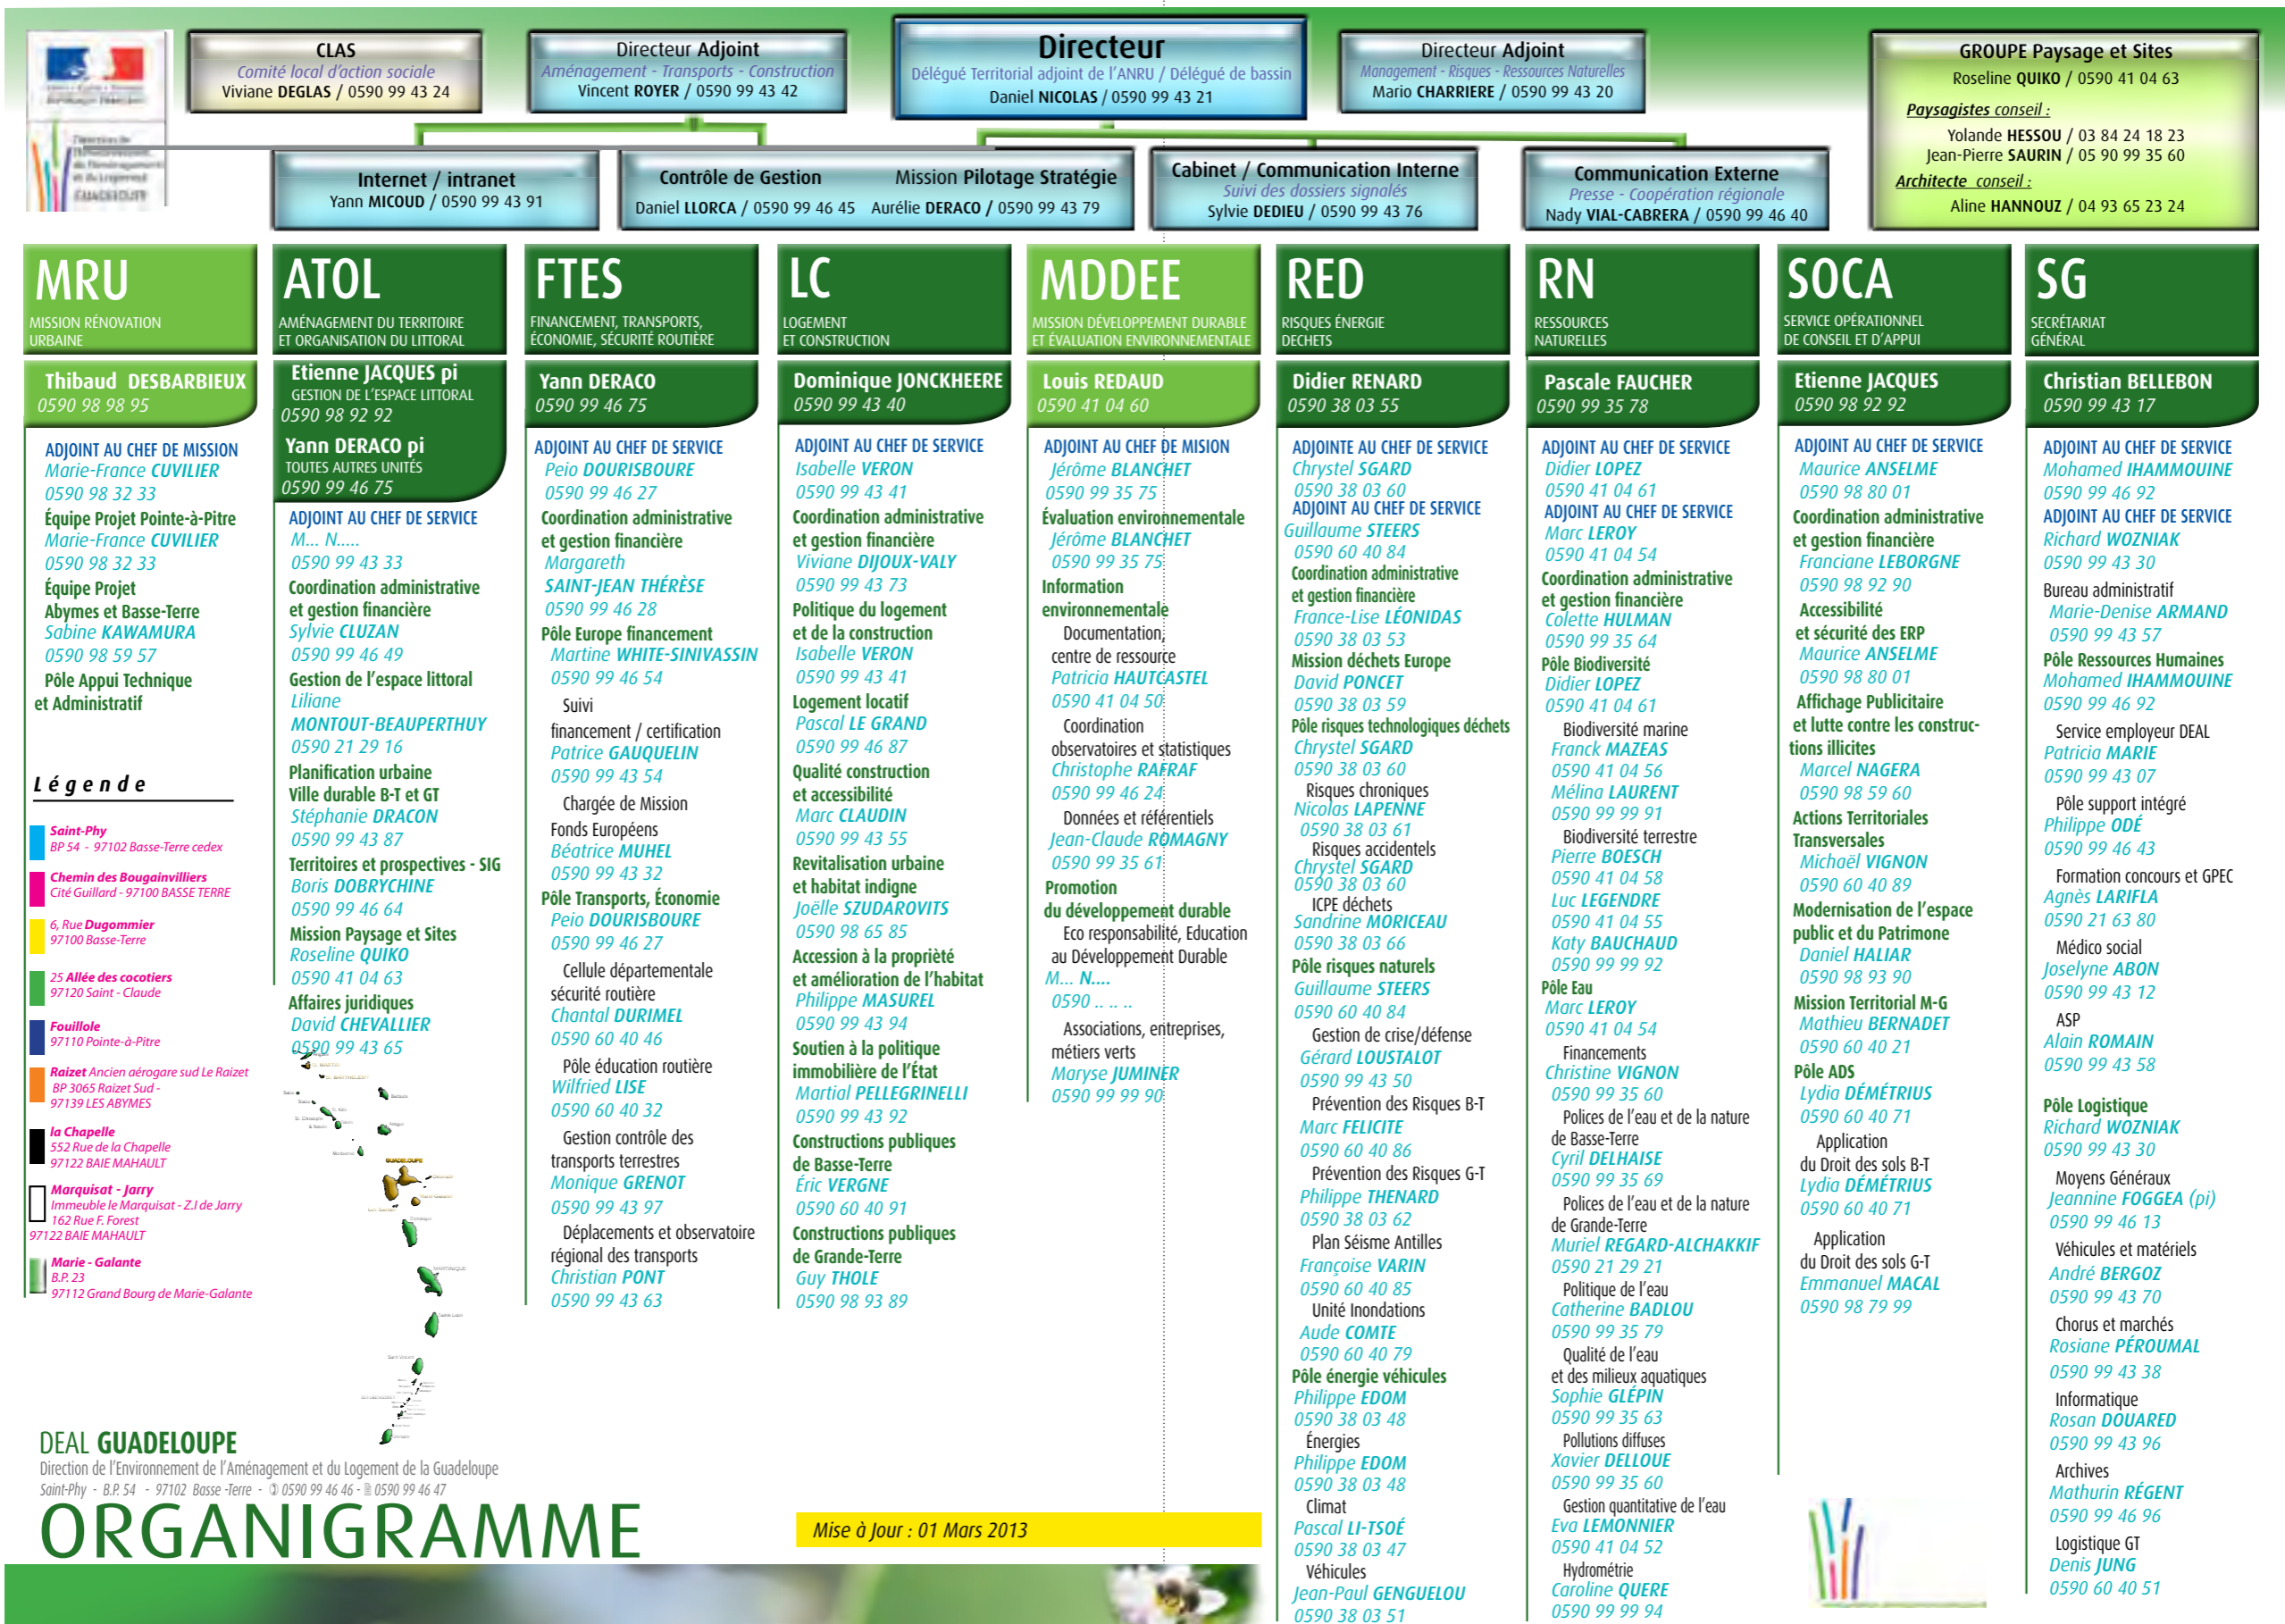 CLAS
Comité local d'action sociale
Viviane DEGLAS / 0590 99 43 24
Directeur Adjoint
Aménagement - Transports - Construction
Vincent ROYER / 0590 99 43 42
Directeur
Délégué Territorial adjoint de l'ANRU / Délégué de bassin
Daniel NICOLAS / 0590 99 43 21
Directeur Adjoint
Management - Risques - Ressources Naturelles
Mario CHARRIERE / 0590 99 43 20
GROUPE Paysage et Sites
Roseline QUIKO / 0590 41 04 63
Paysagistes conseil :
Yolande HESSOU / 03 84 24 18 23
Jean-Pierre SAURIN / 05 90 99 35 60
Architecte conseil :
Aline HANNOUZ / 04 93 65 23 24
Internet / intranet
Yann MICOUD / 0590 99 43 91
Contrôle de Gestion
Daniel LLORCA / 0590 99 46 45
Mission Pilotage Stratégie
Aurélie DERACO / 0590 99 43 79
Cabinet / Communication Interne
Suivi des dossiers signalés
Sylvie DEDIEU / 0590 99 43 76
Communication Externe
Presse - Coopération régionale
Nady VIAL-CABRERA / 0590 99 46 40
MRU
MISSION RÉNOVATION
URBAINE
Thibaud DESBARBIEUX
0590 98 98 95
ADJOINT AU CHEF DE MISSION
Marie-France CUVILIER
0590 98 32 33
Équipe Projet Pointe-à-Pitre
Marie-France CUVILIER
0590 98 32 33
Équipe Projet
Abymes et Basse-Terre
Sabine KAWAMURA
0590 98 59 57
Pôle Appui Technique
et Administratif
Légende
Saint-Phy
BP 54 - 97102 Basse-Terre cedex
Chemin des Bougainvilliers
Cité Guillard - 97100 BASSE TERRE
6, Rue Dugommier
97100 Basse-Terre
25 Allée des cocotiers
97120 Saint - Claude
Fouillole
97110 Pointe-à-Pitre
Raizet Ancien aérogare sud Le Raizet
BP 3065 Raizet Sud -
97139 LES ABYMES
la Chapelle
552 Rue de la Chapelle
97122 BAIE MAHAULT
Marquisat - Jarry
Immeuble le Marquisat - Z.I de Jarry
162 Rue F. Forest
97122 BAIE MAHAULT
Marie - Galante
B.P. 23
97112 Grand Bourg de Marie-Galante
ATOL
AMÉNAGEMENT DU TERRITOIRE
ET ORGANISATION DU LITTORAL
Etienne JACQUES pi
GESTION DE L'ESPACE LITTORAL
0590 98 92 92
Yann DERACO pi
TOUTES AUTRES UNITÉS
0590 99 46 75
ADJOINT AU CHEF DE SERVICE
M... N.....
0590 99 43 33
Coordination administrative
et gestion financière
Sylvie CLUZAN
0590 99 46 49
Gestion de l'espace littoral
Liliane
MONTOUT-BEAUPERTHUY
0590 21 29 16
Planification urbaine
Ville durable B-T et GT
Stéphanie DRACON
0590 99 43 87
Territoires et prospectives - SIG
Boris DOBRYCHINE
0590 99 46 64
Mission Paysage et Sites
Roseline QUIKO
0590 41 04 63
Affaires juridiques
David CHEVALLIER
0590 99 43 65
GUADELOUPE
MARTINIQUE
FTES
FINANCEMENT, TRANSPORTS,
ÉCONOMIE, SÉCURITÉ ROUTIÈRE
Yann DERACO
0590 99 46 75
ADJOINT AU CHEF DE SERVICE
Peio DOURISBOURE
0590 99 46 27
Coordination administrative
et gestion financière
Margareth
SAINT-JEAN THÉRÈSE
0590 99 46 28
Pôle Europe financement
Martine WHITE-SINIVASSIN
0590 99 46 54
Suivi
financement / certification
Patrice GAUQUELIN
0590 99 43 54
Chargée de Mission
Fonds Européens
Béatrice MUHEL
0590 99 43 32
Pôle Transports, Économie
Peio DOURISBOURE
0590 99 46 27
Cellule départementale
sécurité routière
Chantal DURIMEL
0590 60 40 46
Pôle éducation routière
Wilfried LISE
0590 60 40 32
Gestion contrôle des
transports terrestres
Monique GRENOT
0590 99 43 97
Déplacements et observatoire
régional des transports
Christian PONT
0590 99 43 63
LC
LOGEMENT
ET CONSTRUCTION
Dominique JONCKHEERE
0590 99 43 40
ADJOINT AU CHEF DE SERVICE
Isabelle VERON
0590 99 43 41
Coordination administrative
et gestion financière
Viviane DIJOUX-VALY
0590 99 43 73
Politique du logement
et de la construction
Isabelle VERON
0590 99 43 41
Logement locatif
Pascal LE GRAND
0590 99 46 87
Qualité construction
et accessibilité
Marc CLAUDIN
0590 99 43 55
Revitalisation urbaine
et habitat indigne
Joëlle SZUDAROVITS
0590 98 65 85
Accession à la propriété
et amélioration de l'habitat
Philippe MASUREL
0590 99 43 94
Soutien à la politique
immobilière de l'État
Martial PELLEGRINELLI
0590 99 43 92
Constructions publiques
de Basse-Terre
Éric VERGNE
0590 60 40 91
Constructions publiques
de Grande-Terre
Guy THOLE
0590 98 93 89
MDDEE
MISSION DÉVELOPPEMENT DURABLE
ET ÉVALUATION ENVIRONNEMENTALE
Louis REDAUD
0590 41 04 60
ADJOINT AU CHEF DE MISION
Jérôme BLANCHET
0590 99 35 75
Évaluation environnementale
Jérôme BLANCHET
0590 99 35 75
Information
environnementale
Documentation,
centre de ressource
Patricia HAUTCASTEL
0590 41 04 50
Coordination
observatoires et statistiques
Christophe RAFRAF
0590 99 46 24
Données et référentiels
Jean-Claude ROMAGNY
0590 99 35 61
Promotion
du développement durable
Eco responsabilité, Education
au Développement Durable
M... N....
0590 .. .. ..
Associations, entreprises,
métiers verts
Maryse JUMINER
0590 99 99 90
RED
RISQUES ÉNERGIE
DECHETS
Didier RENARD
0590 38 03 55
ADJOINTE AU CHEF DE SERVICE
Chrystel SGARD
0590 38 03 60
ADJOINT AU CHEF DE SERVICE
Guillaume STEERS
0590 60 40 84
Coordination administrative
et gestion financière
France-Lise LÉONIDAS
0590 38 03 53
Mission déchets Europe
David PONCET
0590 38 03 59
Pôle risques technologiques déchets
Chrystel SGARD
0590 38 03 60
Risques chroniques
Nicolas LAPENNE
0590 38 03 61
Risques accidentels
Chrystel SGARD
0590 38 03 60
ICPE déchets
Sandrine MORICEAU
0590 38 03 66
Pôle risques naturels
Guillaume STEERS
0590 60 40 84
Gestion de crise/défense
Gérard LOUSTALOT
0590 99 43 50
Prévention des Risques B-T
Marc FELICITE
0590 60 40 86
Prévention des Risques G-T
Philippe THENARD
0590 38 03 62
Plan Séisme Antilles
Françoise VARIN
0590 60 40 85
Unité Inondations
Aude COMTE
0590 60 40 79
Pôle énergie véhicules
Philippe EDOM
0590 38 03 48
Énergies
Philippe EDOM
0590 38 03 48
Climat
Pascal LI-TSOÉ
0590 38 03 47
Véhicules
Jean-Paul GENGUELOU
0590 38 03 51
RN
RESSOURCES
NATURELLES
Pascale FAUCHER
0590 99 35 78
ADJOINT AU CHEF DE SERVICE
Didier LOPEZ
0590 41 04 61
ADJOINT AU CHEF DE SERVICE
Marc LEROY
0590 41 04 54
Coordination administrative
et gestion financière
Colette HULMAN
0590 99 35 64
Pôle Biodiversité
Didier LOPEZ
0590 41 04 61
Biodiversité marine
Franck MAZEAS
0590 41 04 56
Mélina LAURENT
0590 99 99 91
Biodiversité terrestre
Pierre BOESCH
0590 41 04 58
Luc LEGENDRE
0590 41 04 55
Katy BAUCHAUD
0590 99 99 92
Pôle Eau
Marc LEROY
0590 41 04 54
Financements
Christine VIGNON
0590 99 35 60
Polices de l'eau et de la nature
de Basse-Terre
Cyril DELHAISE
0590 99 35 69
Polices de l'eau et de la nature
de Grande-Terre
Muriel REGARD-ALCHAKKIF
0590 21 29 21
Politique de l'eau
Catherine BADLOU
0590 99 35 79
Qualité de l'eau
et des milieux aquatiques
Sophie GLÉPIN
0590 99 35 63
Pollutions diffuses
Xavier DELLOUE
0590 99 35 60
Gestion quantitative de l'eau
Eva LEMONNIER
0590 41 04 52
Hydrométrie
Caroline QUERE
0590 99 99 94
SOCA
SERVICE OPÉRATIONNEL
DE CONSEIL ET D'APPUI
Etienne JACQUES
0590 98 92 92
ADJOINT AU CHEF DE SERVICE
Maurice ANSELME
0590 98 80 01
Coordination administrative
et gestion financière
Franciane LEBORGNE
0590 98 92 90
Accessibilité
et sécurité des ERP
Maurice ANSELME
0590 98 80 01
Affichage Publicitaire
et lutte contre les construc-
tions illicites
Marcel NAGERA
0590 98 59 60
Actions Territoriales
Transversales
Michaël VIGNON
0590 60 40 89
Modernisation de l'espace
public et du Patrimone
Daniel HALIAR
0590 98 93 90
Mission Territorial M-G
Mathieu BERNADET
0590 60 40 21
Pôle ADS
Lydia DÉMÉTRIUS
0590 60 40 71
Application
du Droit des sols B-T
Lydia DÉMÉTRIUS
0590 60 40 71
Application
du Droit des sols G-T
Emmanuel MACAL
0590 98 79 99
SG
SECRÉTARIAT
GÉNÉRAL
Christian BELLEBON
0590 99 43 17
ADJOINT AU CHEF DE SERVICE
Mohamed IHAMMOUINE
0590 99 46 92
ADJOINT AU CHEF DE SERVICE
Richard WOZNIAK
0590 99 43 30
Bureau administratif
Marie-Denise ARMAND
0590 99 43 57
Pôle Ressources Humaines
Mohamed IHAMMOUINE
0590 99 46 92
Service employeur DEAL
Patricia MARIE
0590 99 43 07
Pôle support intégré
Philippe ODÉ
0590 99 46 43
Formation concours et GPEC
Agnès LARIFLA
0590 21 63 80
Médico social
Joselyne ABON
0590 99 43 12
ASP
Alain ROMAIN
0590 99 43 58
Pôle Logistique
Richard WOZNIAK
0590 99 43 30
Moyens Généraux
Jeannine FOGGEA (pi)
0590 99 46 13
Véhicules et matériels
André BERGOZ
0590 99 43 70
Chorus et marchés
Rosiane PÉROUMAL
0590 99 43 38
Informatique
Rosan DOUARED
0590 99 43 96
Archives
Mathurin RÉGENT
0590 99 46 96
Logistique GT
Denis JUNG
0590 60 40 51
DEAL GUADELOUPE
Direction de l'Environnement de l'Aménagement et du Logement de la Guadeloupe
Saint-Phy - B.P. 54 - 97102 Basse -Terre - 0590 99 46 46 - 0590 99 46 47
ORGANIGRAMME
Mise à Jour : 01 Mars 2013